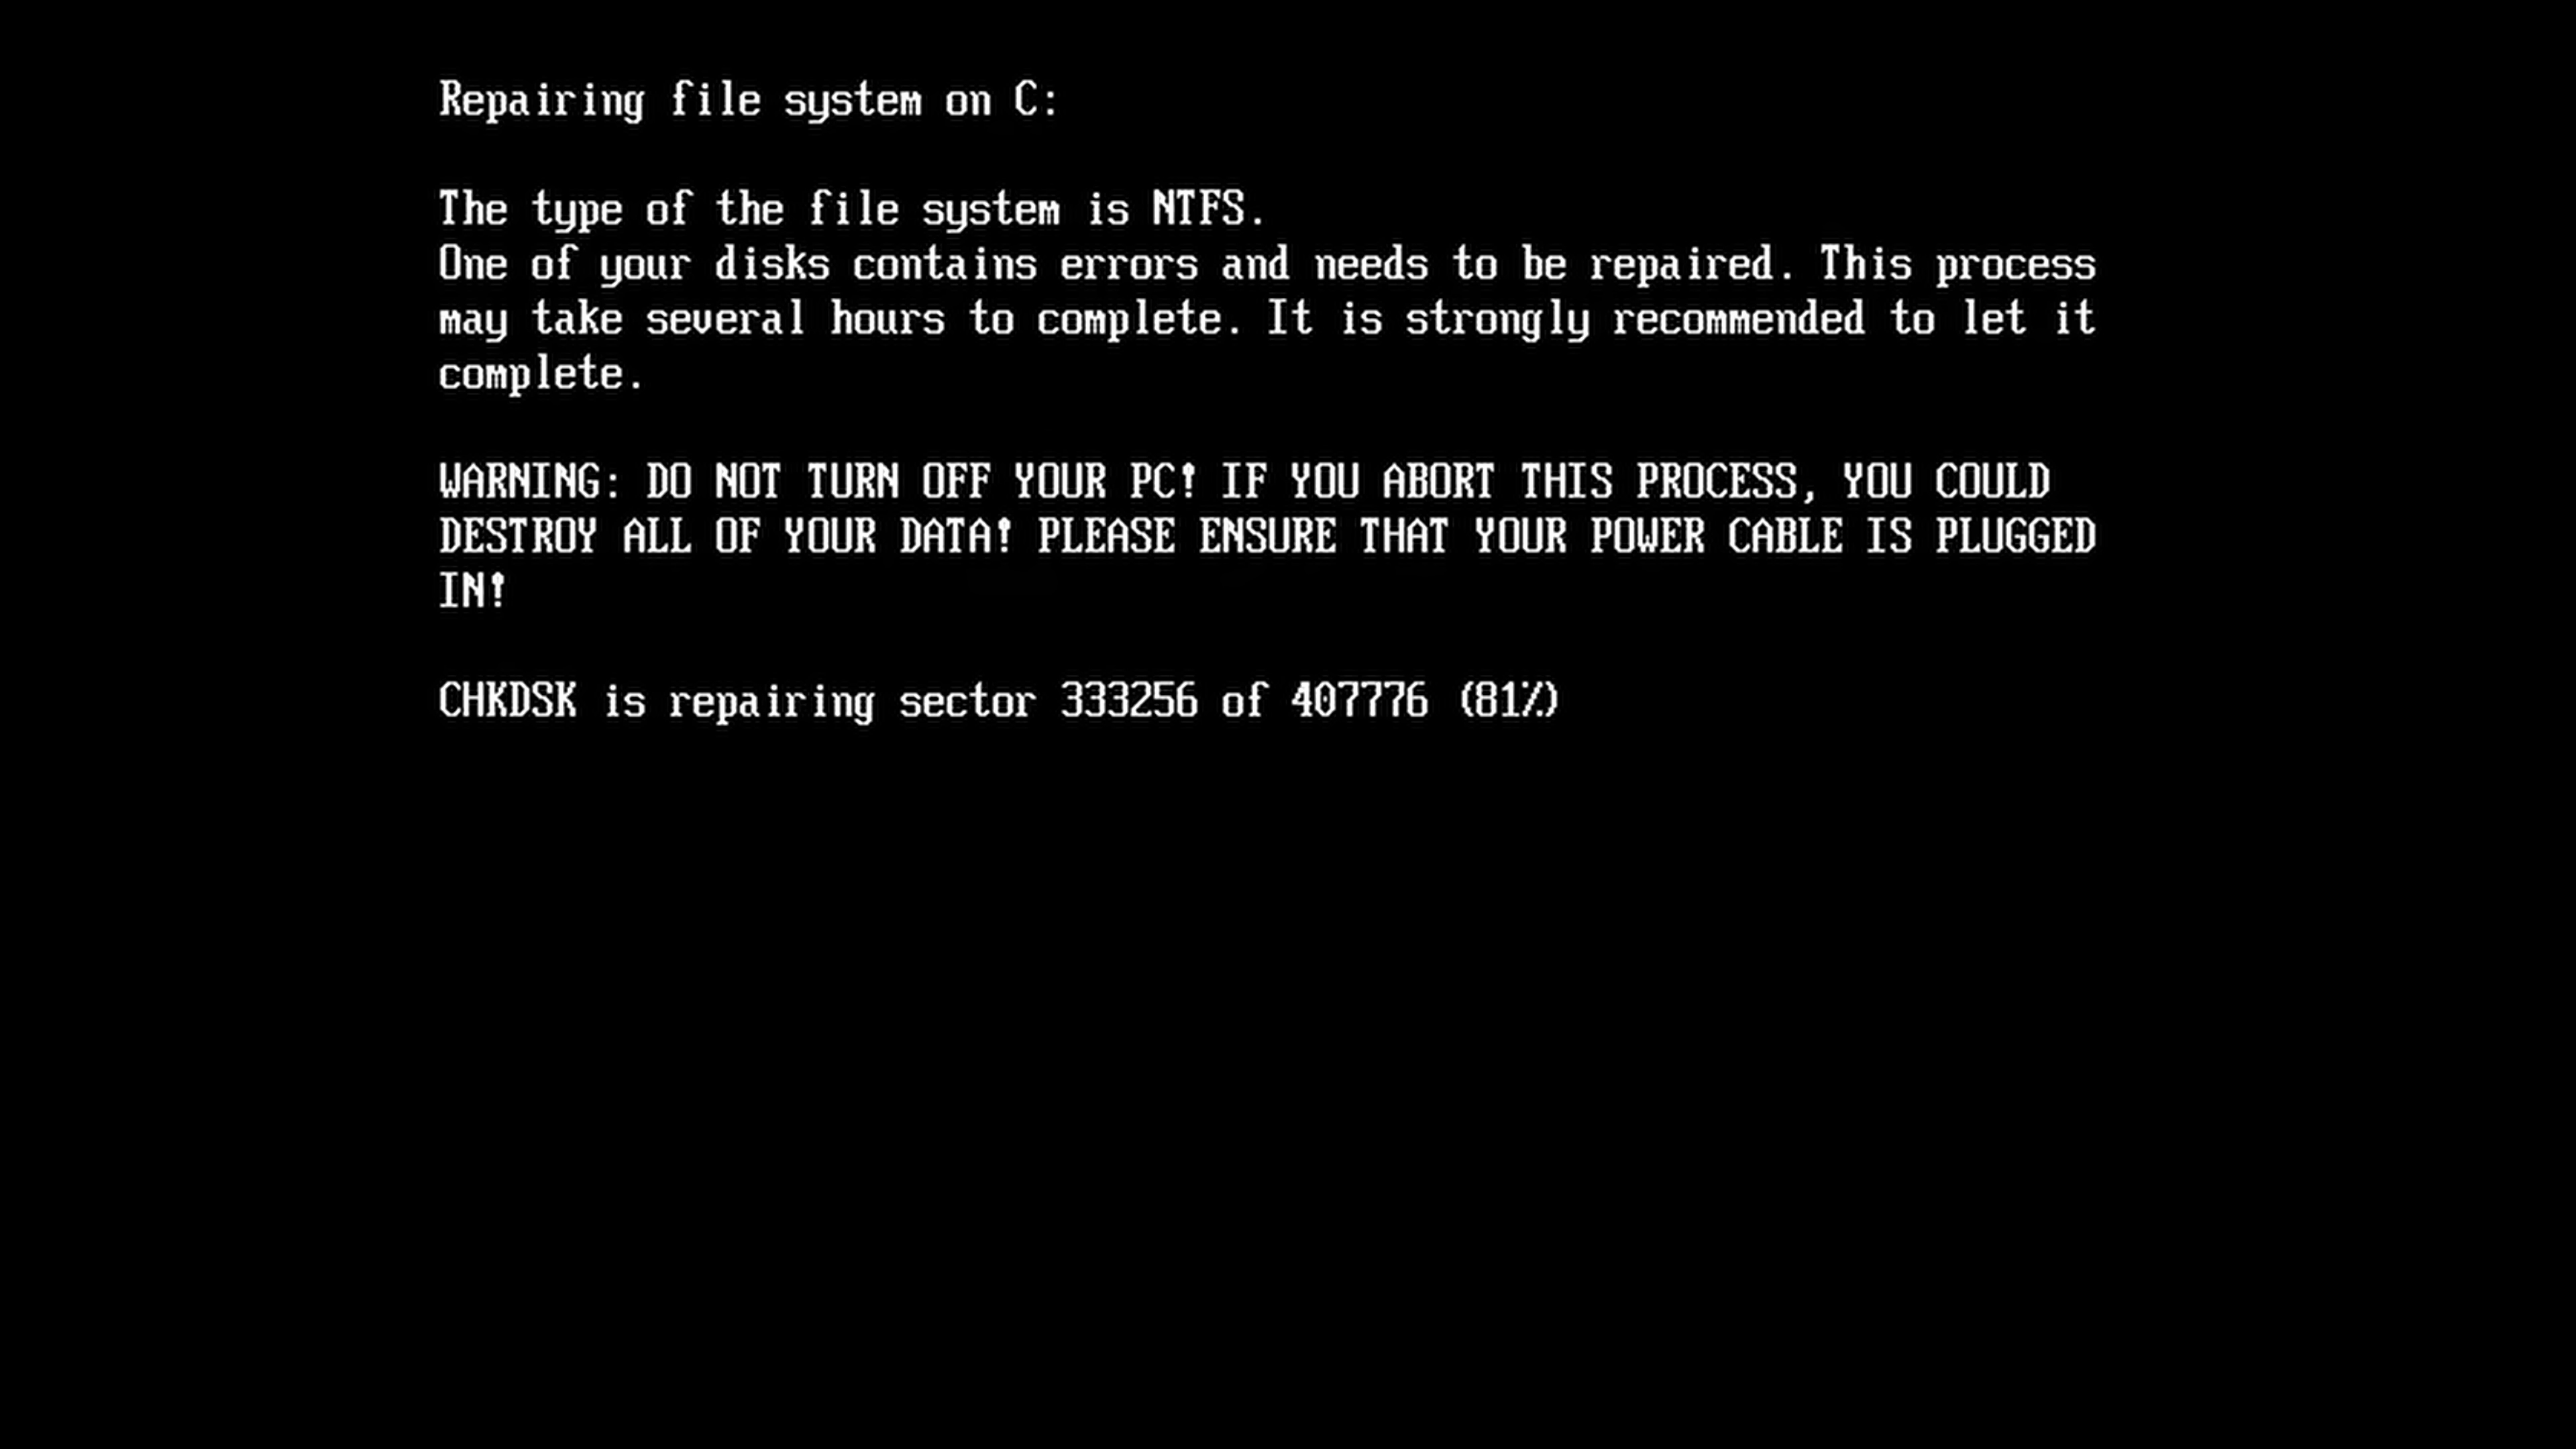 Repairing file system on C:
The type of the file system is NTFS.
One of your disks contains errors and needs to be repaired. This process
may take several hours to complete. It is strongly recommended to let it
complete.
WARNING: DO NOT TURN OFF YOUR PC! IF YOU ABORT THIS PROCESS, YOU COULD
DESTROY ALL OF YOUR DATA! PLEASE ENSURE THAT YOUR POWER CABLE IS PLUGGED
IN!
CHKDSK is repairing sector 333256 of 407776 (81%)